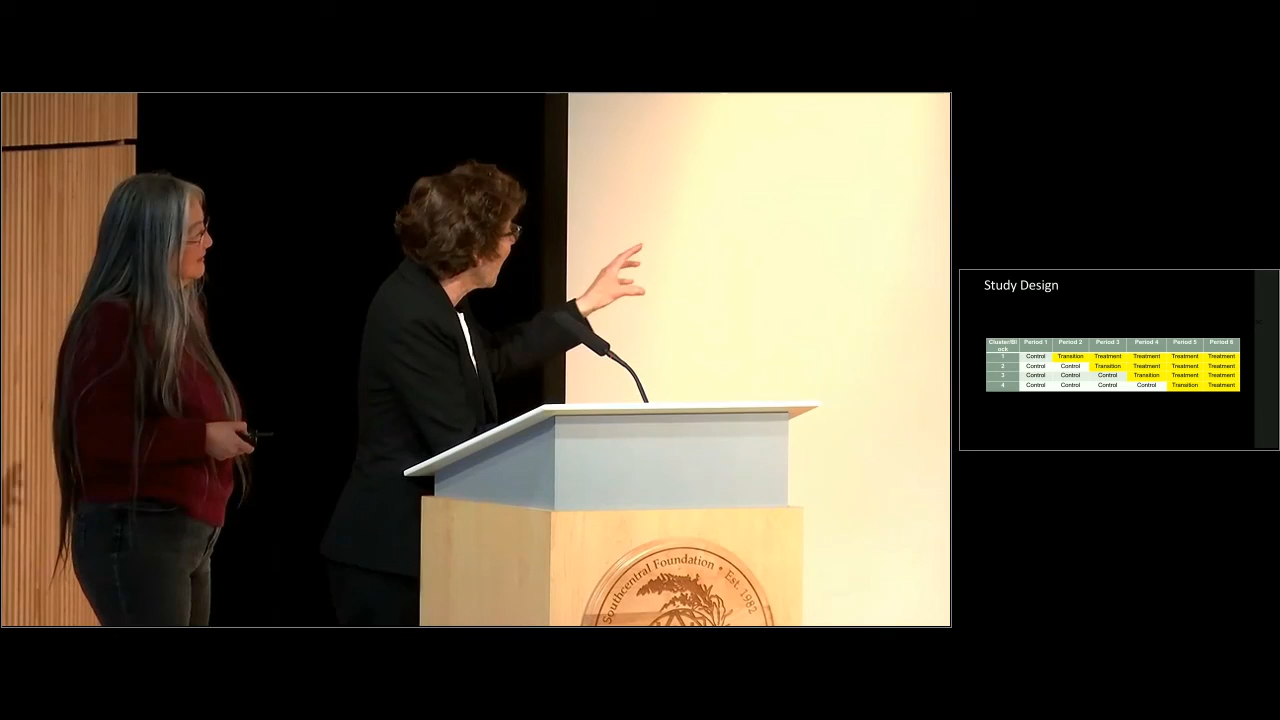 Southcentral Foundation • Est. 1982
Study Design
Cluster/Bl ock Period 1 Period 2 Period 3 Period 4 Period 5 Period 6
1 Control Transition Treatment Treatment Treatment Treatment
2 Control Control Transition Treatment Treatment Treatment
3 Control Control Control Transition Treatment Treatment
4 Control Control Control Control Transition Treatment